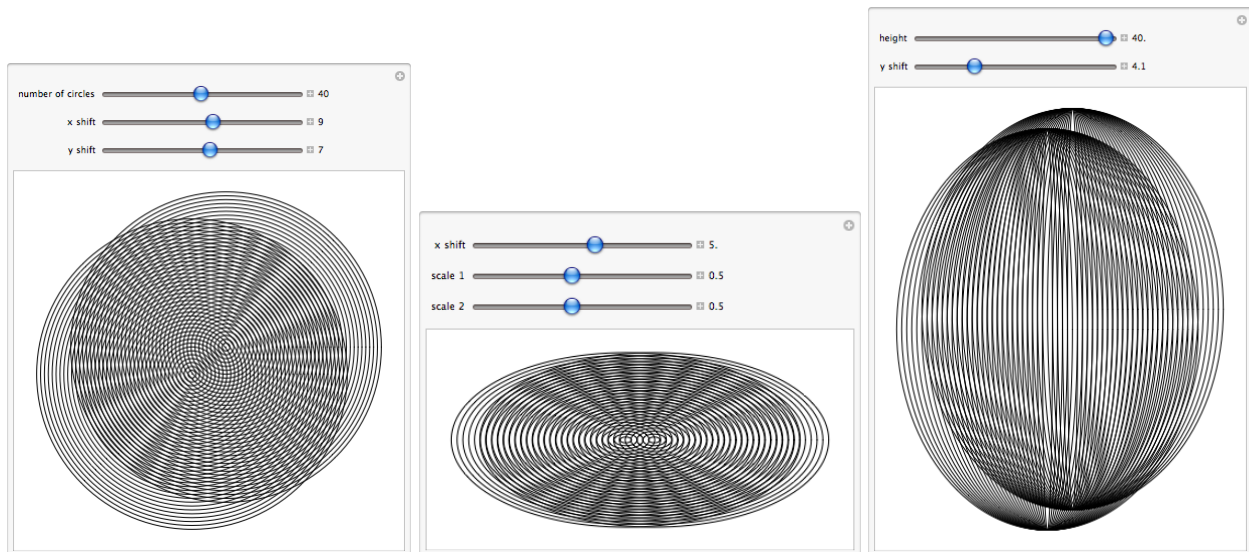 number of circles 40
x shift 9
y shift 7
x shift 5.
scale 1 0.5
scale 2 0.5
height 40.
y shift 4.1